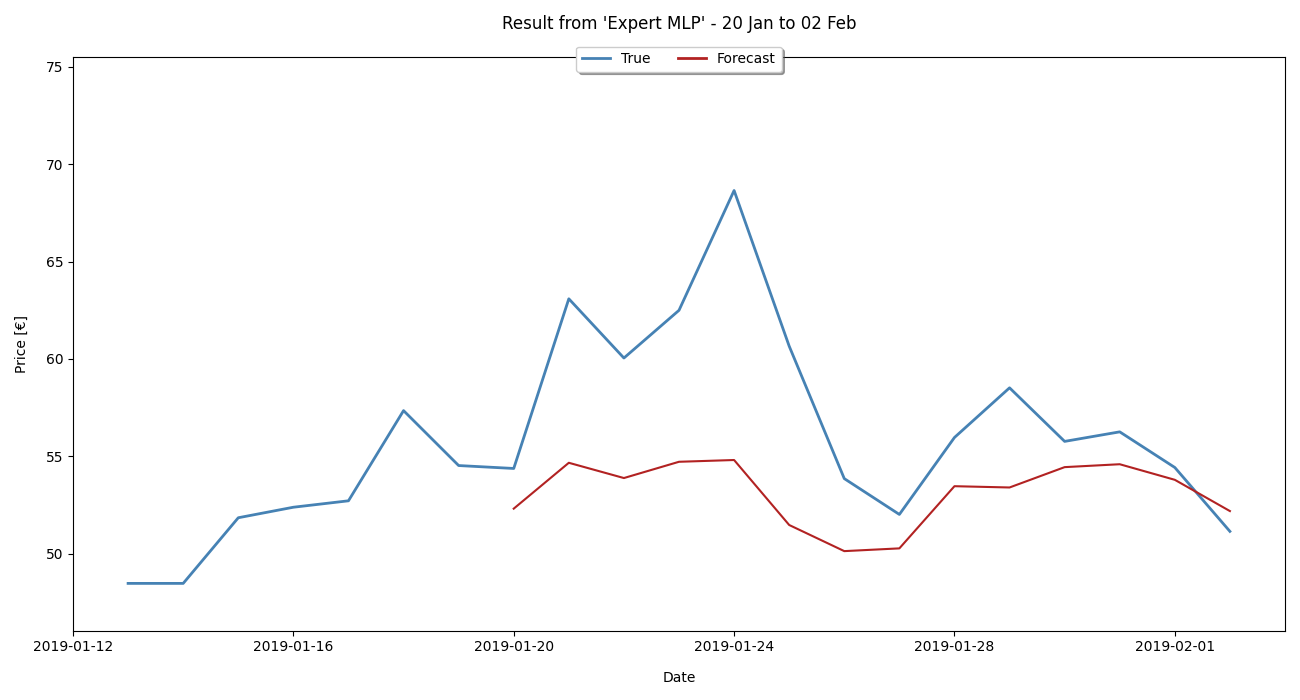 Result from 'Expert MLP' - 20 Jan to 02 Feb
True Forecast
75
70
65
60
55
50
Price [€]
2019-01-12 2019-01-16 2019-01-20 2019-01-24 2019-01-28 2019-02-01
Date